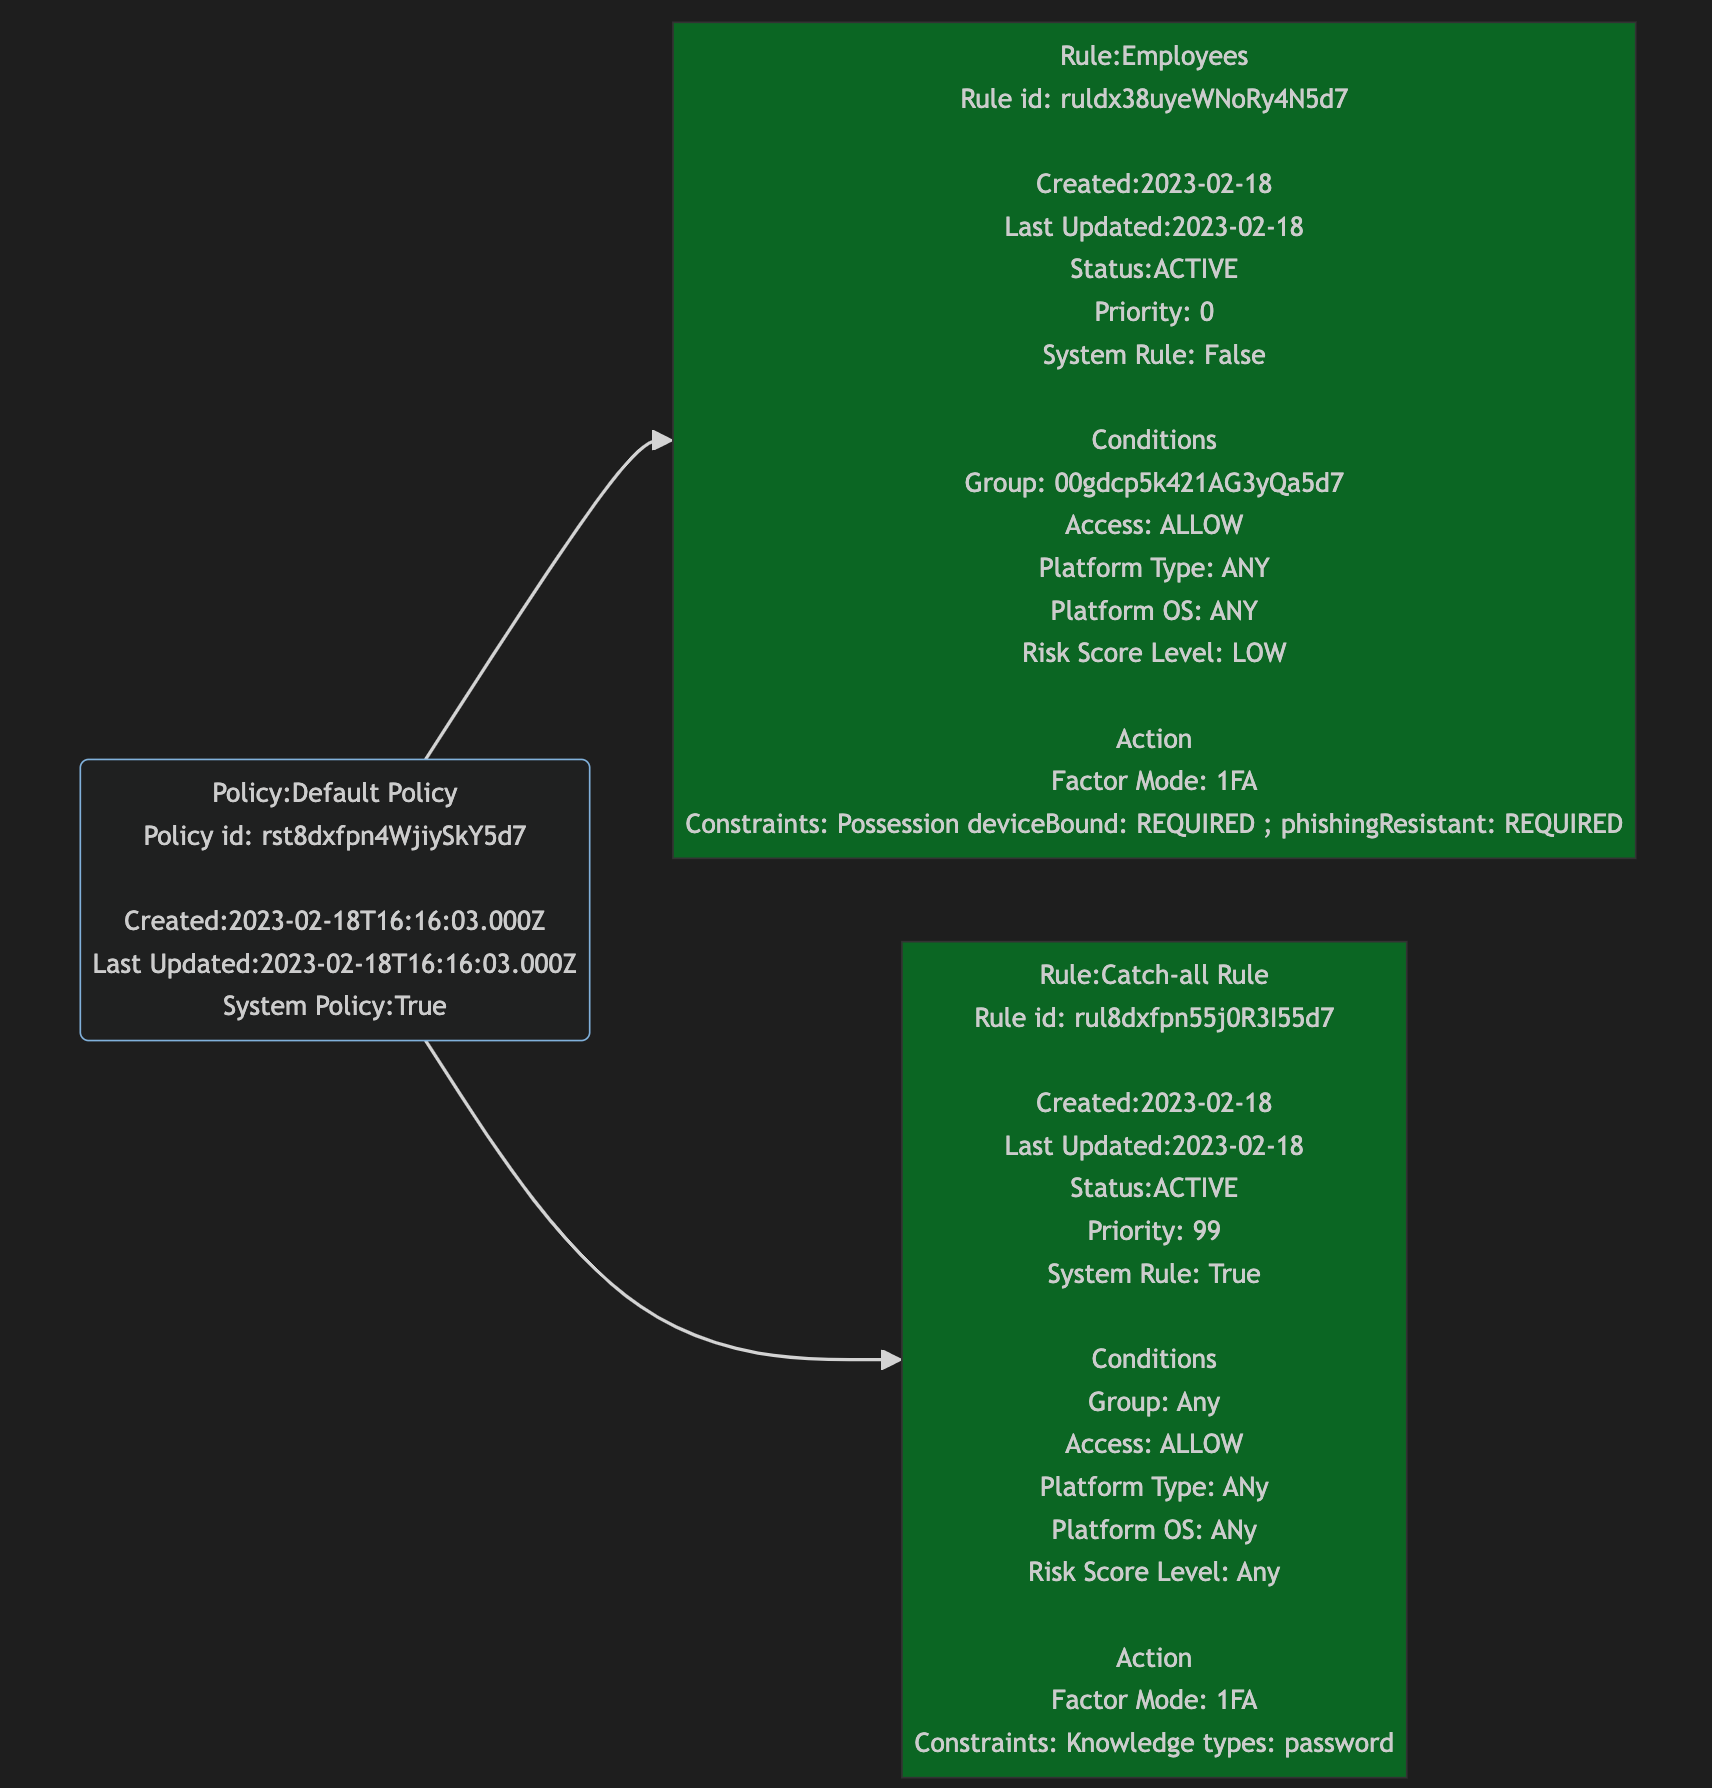 Rule:Employees
Rule id: ruldx38uyeWNoRy4N5d7
Created:2023-02-18
Last Updated:2023-02-18
Status:ACTIVE
Priority: 0
System Rule: False
Conditions
Group: 00gdcp5k421AG3yQa5d7
Access: ALLOW
Platform Type: ANY
Platform OS: ANY
Risk Score Level: LOW
Action
Factor Mode: 1FA
Constraints: Possession deviceBound: REQUIRED ; phishingResistant: REQUIRED
Policy:Default Policy
Policy id: rst8dxfpn4WjiySkY5d7
Created:2023-02-18T16:16:03.000Z
Last Updated:2023-02-18T16:16:03.000Z
System Policy:True
Rule:Catch-all Rule
Rule id: rul8dxfpn55j0R3I55d7
Created:2023-02-18
Last Updated:2023-02-18
Status:ACTIVE
Priority: 99
System Rule: True
Conditions
Group: Any
Access: ALLOW
Platform Type: ANy
Platform OS: ANy
Risk Score Level: Any
Action
Factor Mode: 1FA
Constraints: Knowledge types: password